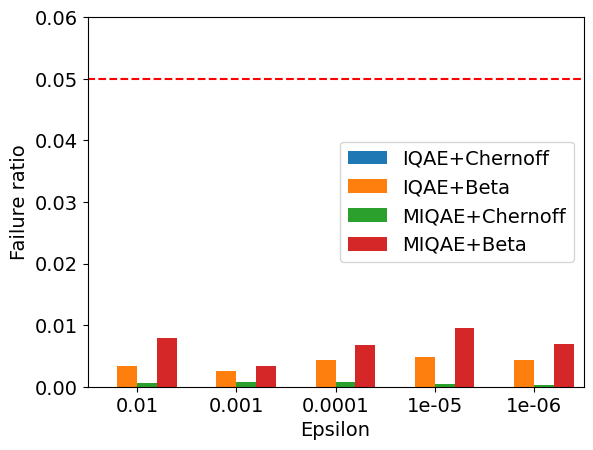 0.06
0.05
0.04
0.03
0.02
0.01
0.00
Failure ratio
IQAE+Chernoff
IQAE+Beta
MIQAE+Chernoff
MIQAE+Beta
0.01 0.001 0.0001 1e-05 1e-06
Epsilon